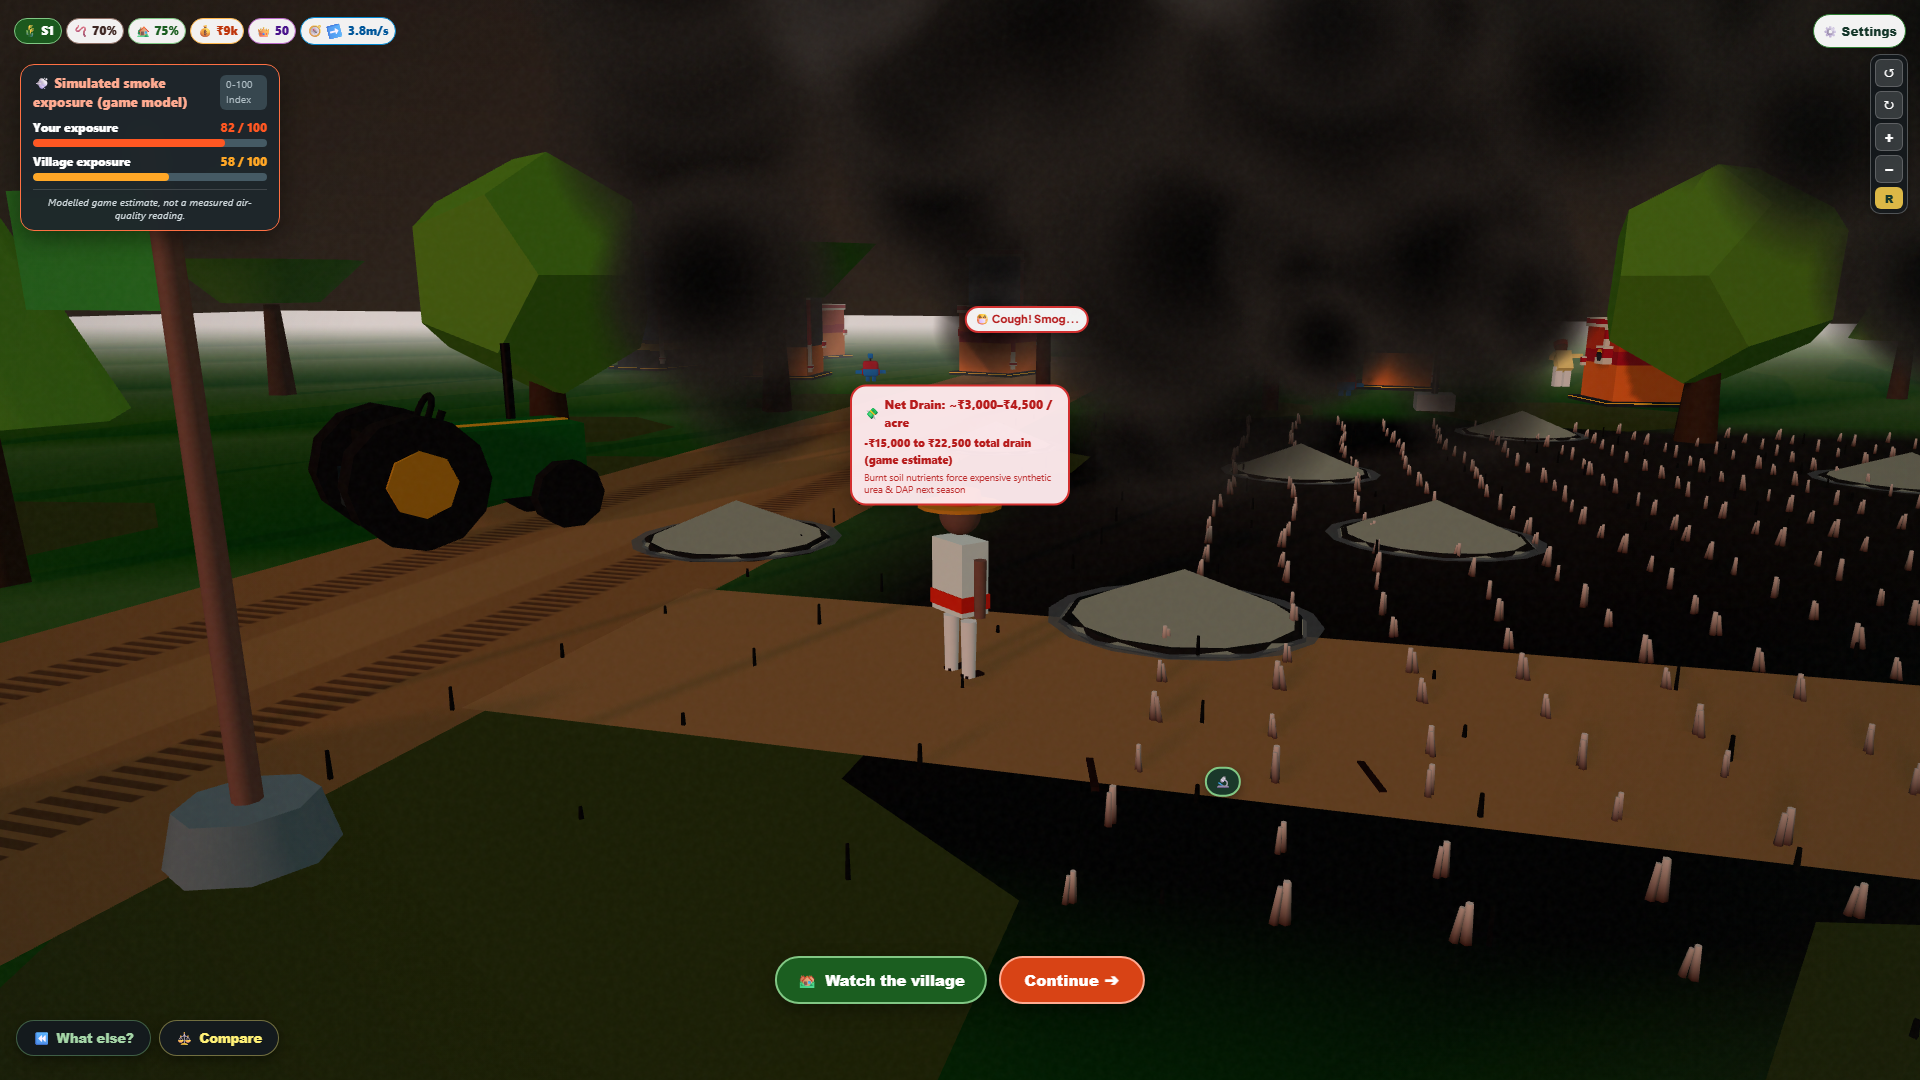 S1 70% 75% ₹9k 50 3.8m/s
Settings
Simulated smoke
exposure (game model)
0-100
Index
Your exposure 82 / 100
Village exposure 58 / 100
Modelled game estimate, not a measured air-
quality reading.
↺
↻
+
−
R
Cough! Smog...
Net Drain: ~₹3,000–₹4,500 /
acre
-₹15,000 to ₹22,500 total drain
(game estimate)
Burnt soil nutrients force expensive synthetic
urea & DAP next season
Watch the village
Continue ➔
What else?
Compare